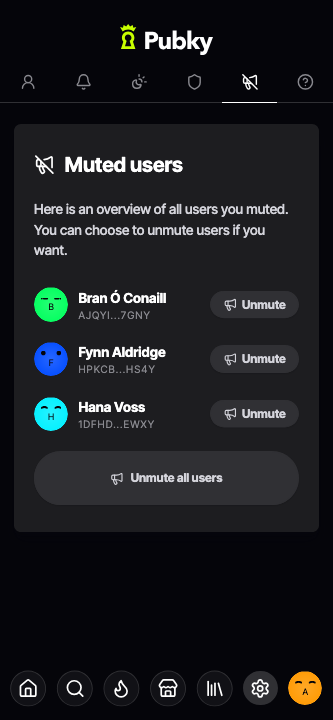 Pubky
Muted users
Here is an overview of all users you muted.
You can choose to unmute users if you
want.
B
Bran Ó Conaill
AJQYI...7GNY
Unmute
F
Fynn Aldridge
HPKCB...HS4Y
Unmute
H
Hana Voss
1DFHD...EWXY
Unmute
Unmute all users
A